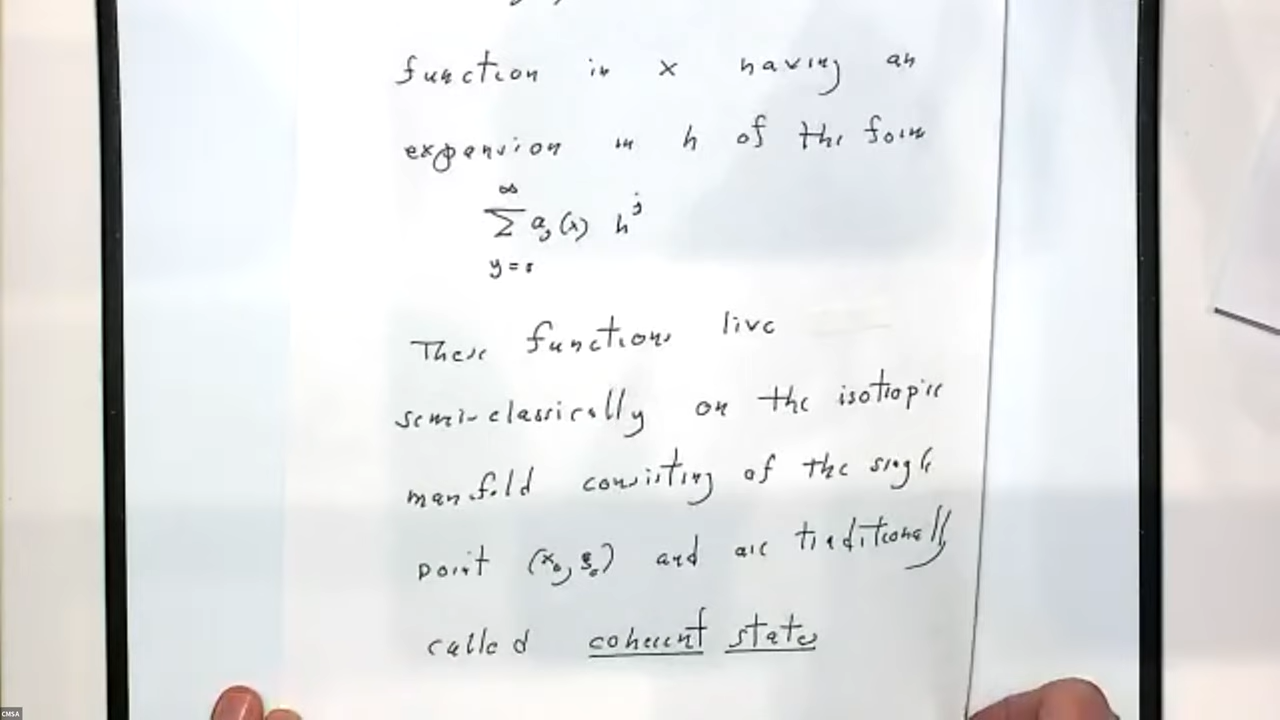 function in x having an
expansion in h of the form
∞
∑ a_j(x) h^j
y = 0
These functions live
semi-classically on the isotropic
manifold consisting of the single
point (x₀, ξ₀) and are traditionally
called coherent states
CMSA